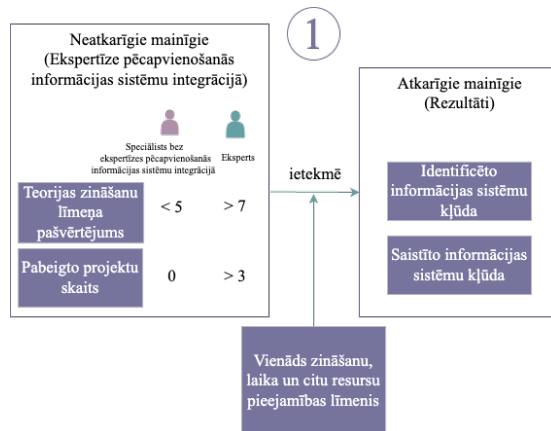 1
Neatkarīgie mainīgie
(Ekspertīze pēcapvienošanās
informācijas sistēmu integrācijā)
Speciālists bez
ekspertīzes pēcapvienošanās
informācijas sistēmu integrācijā
Eksperts
Teorijas zināšanu
līmeņa
pašvērtējums
< 5
> 7
Pabeigto projektu
skaits
0
> 3
ietekmē
Atkarīgie mainīgie
(Rezultāti)
Identificēto
informācijas sistēmu
kļūda
Saistīto informācijas
sistēmu kļūda
Vienāds zināšanu,
laika un citu resursu
pieejamības līmenis